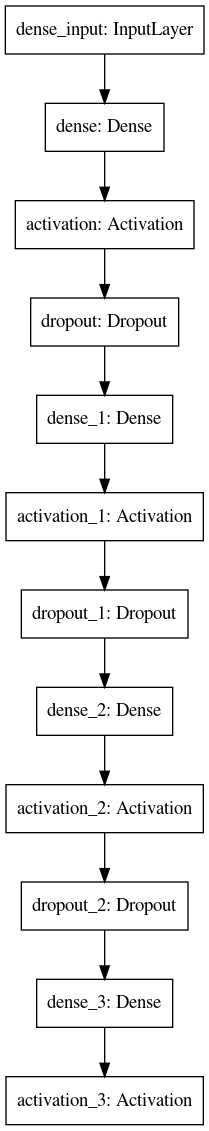 dense_input: InputLayer
dense: Dense
activation: Activation
dropout: Dropout
dense_1: Dense
activation_1: Activation
dropout_1: Dropout
dense_2: Dense
activation_2: Activation
dropout_2: Dropout
dense_3: Dense
activation_3: Activation